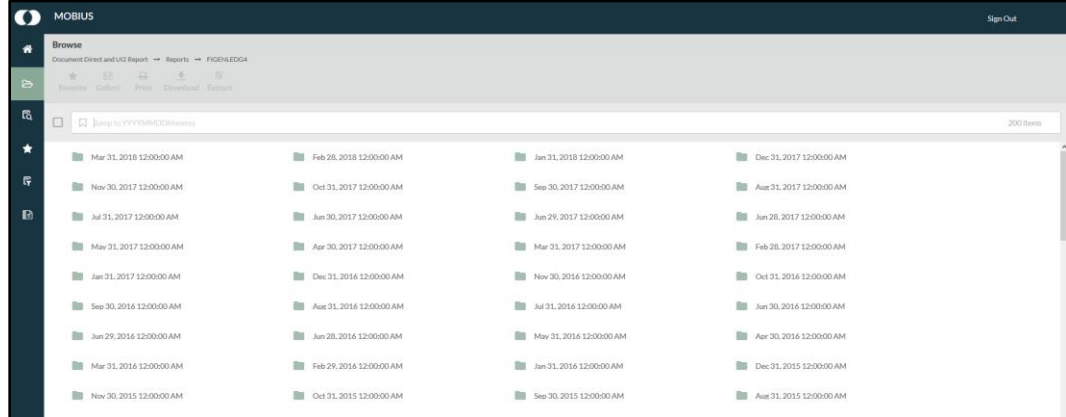 MOBIUS Sign Out
Browse
Document Direct and UI2 Report → Reports → FIGENLEDG4
Favorite Collect Print Download Extract
Jump to YYYYMMDDhhmmss 200 Items
Mar 31, 2018 12:00:00 AM Feb 28, 2018 12:00:00 AM Jan 31, 2018 12:00:00 AM Dec 31, 2017 12:00:00 AM
Nov 30, 2017 12:00:00 AM Oct 31, 2017 12:00:00 AM Sep 30, 2017 12:00:00 AM Aug 31, 2017 12:00:00 AM
Jul 31, 2017 12:00:00 AM Jun 30, 2017 12:00:00 AM Jun 29, 2017 12:00:00 AM Jun 28, 2017 12:00:00 AM
May 31, 2017 12:00:00 AM Apr 30, 2017 12:00:00 AM Mar 31, 2017 12:00:00 AM Feb 28, 2017 12:00:00 AM
Jan 31, 2017 12:00:00 AM Dec 31, 2016 12:00:00 AM Nov 30, 2016 12:00:00 AM Oct 31, 2016 12:00:00 AM
Sep 30, 2016 12:00:00 AM Aug 31, 2016 12:00:00 AM Jul 31, 2016 12:00:00 AM Jun 30, 2016 12:00:00 AM
Jun 29, 2016 12:00:00 AM Jun 28, 2016 12:00:00 AM May 31, 2016 12:00:00 AM Apr 30, 2016 12:00:00 AM
Mar 31, 2016 12:00:00 AM Feb 29, 2016 12:00:00 AM Jan 31, 2016 12:00:00 AM Dec 31, 2015 12:00:00 AM
Nov 30, 2015 12:00:00 AM Oct 31, 2015 12:00:00 AM Sep 30, 2015 12:00:00 AM Aug 31, 2015 12:00:00 AM